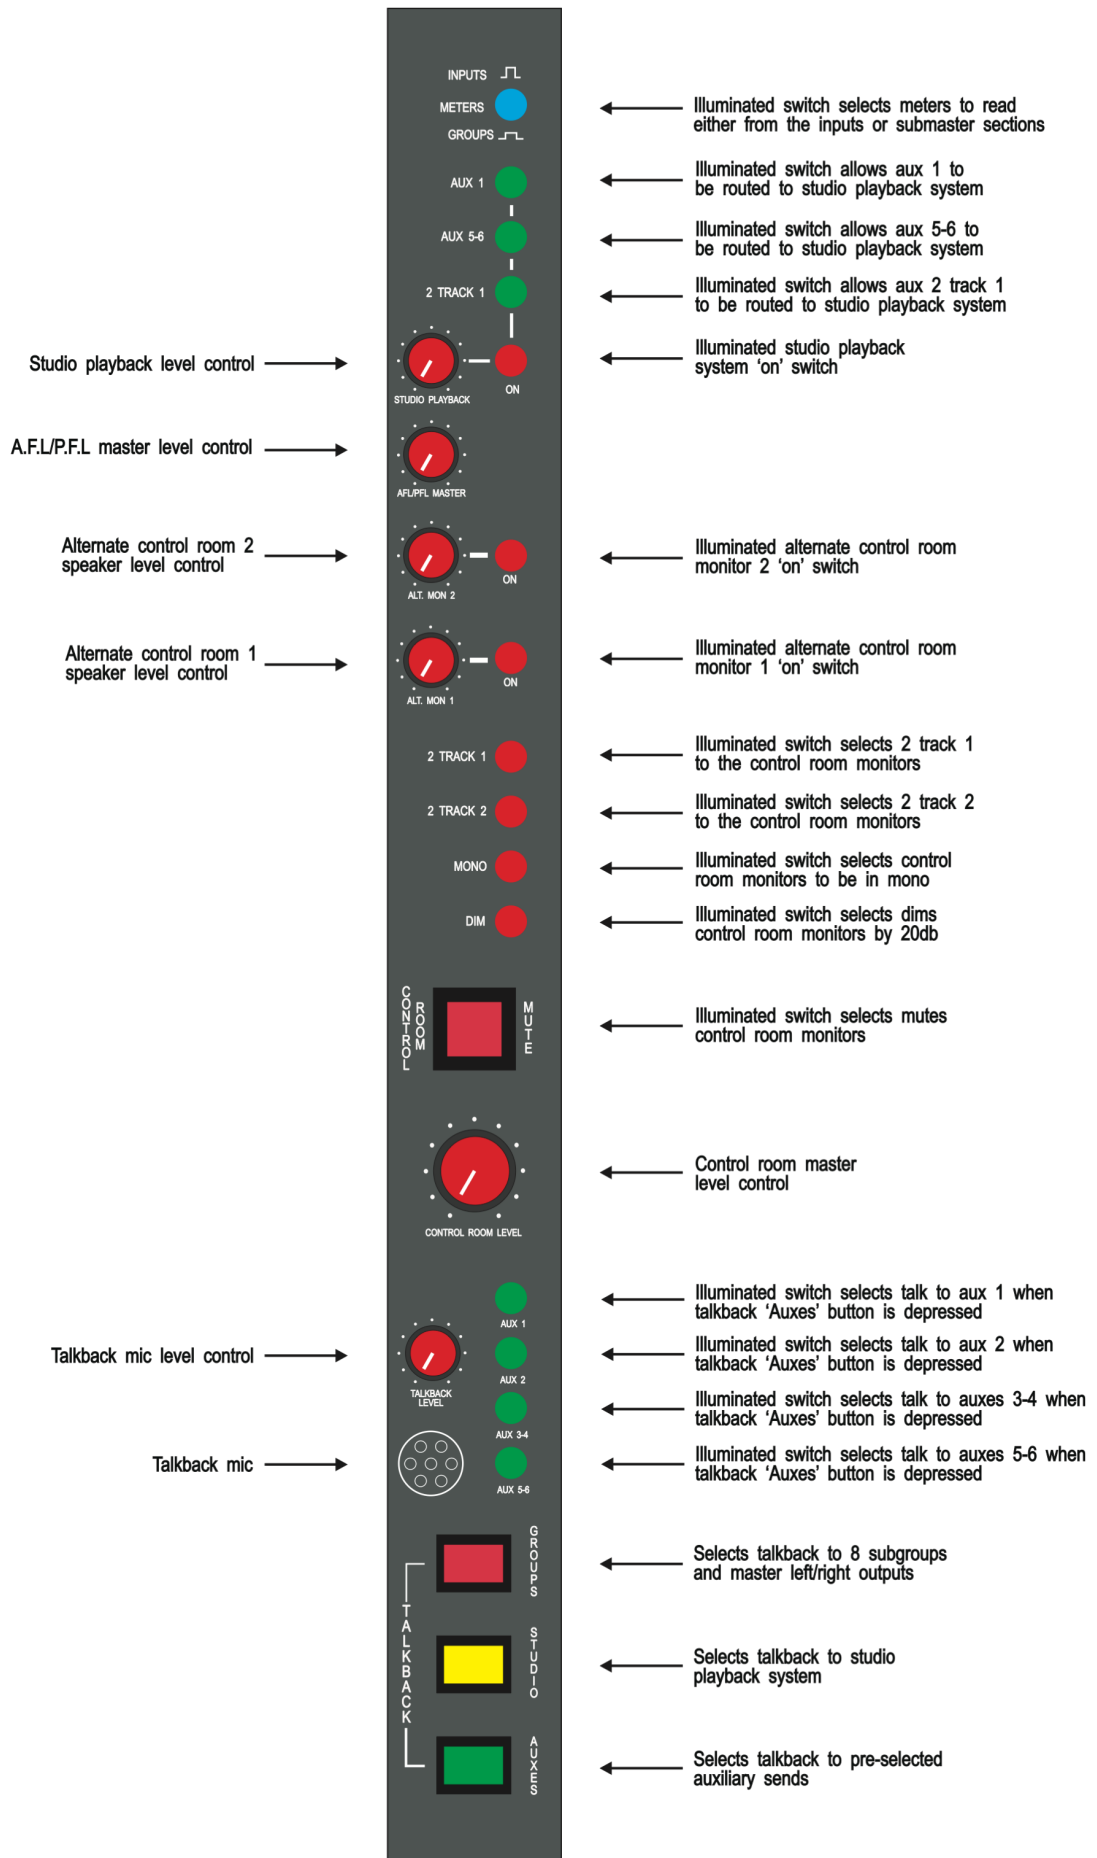 INPUTS
METERS
GROUPS
Illuminated switch selects meters to read
either from the inputs or submaster sections
AUX 1
Illuminated switch allows aux 1 to
be routed to studio playback system
AUX 5-6
Illuminated switch allows aux 5-6 to
be routed to studio playback system
2 TRACK 1
Illuminated switch allows aux 2 track 1
to be routed to studio playback system
Studio playback level control
STUDIO PLAYBACK
ON
Illuminated studio playback
system ‘on’ switch
A.F.L/P.F.L master level control
AFL/PFL MASTER
Alternate control room 2
speaker level control
ALT. MON 2
ON
Illuminated alternate control room
monitor 2 ‘on’ switch
Alternate control room 1
speaker level control
ALT. MON 1
ON
Illuminated alternate control room
monitor 1 ‘on’ switch
2 TRACK 1
Illuminated switch selects 2 track 1
to the control room monitors
2 TRACK 2
Illuminated switch selects 2 track 2
to the control room monitors
MONO
Illuminated switch selects control
room monitors to be in mono
DIM
Illuminated switch selects dims
control room monitors by 20db
CONTROL
ROOM
MUTE
Illuminated switch selects mutes
control room monitors
CONTROL ROOM LEVEL
Control room master
level control
AUX 1
Illuminated switch selects talk to aux 1 when
talkback ‘Auxes’ button is depressed
Talkback mic level control
TALKBACK
LEVEL
AUX 2
Illuminated switch selects talk to aux 2 when
talkback ‘Auxes’ button is depressed
AUX 3-4
Illuminated switch selects talk to auxes 3-4 when
talkback ‘Auxes’ button is depressed
Talkback mic
AUX 5-6
Illuminated switch selects talk to auxes 5-6 when
talkback ‘Auxes’ button is depressed
TALKBACK
GROUPS
Selects talkback to 8 subgroups
and master left/right outputs
STUDIO
Selects talkback to studio
playback system
AUXES
Selects talkback to pre-selected
auxiliary sends